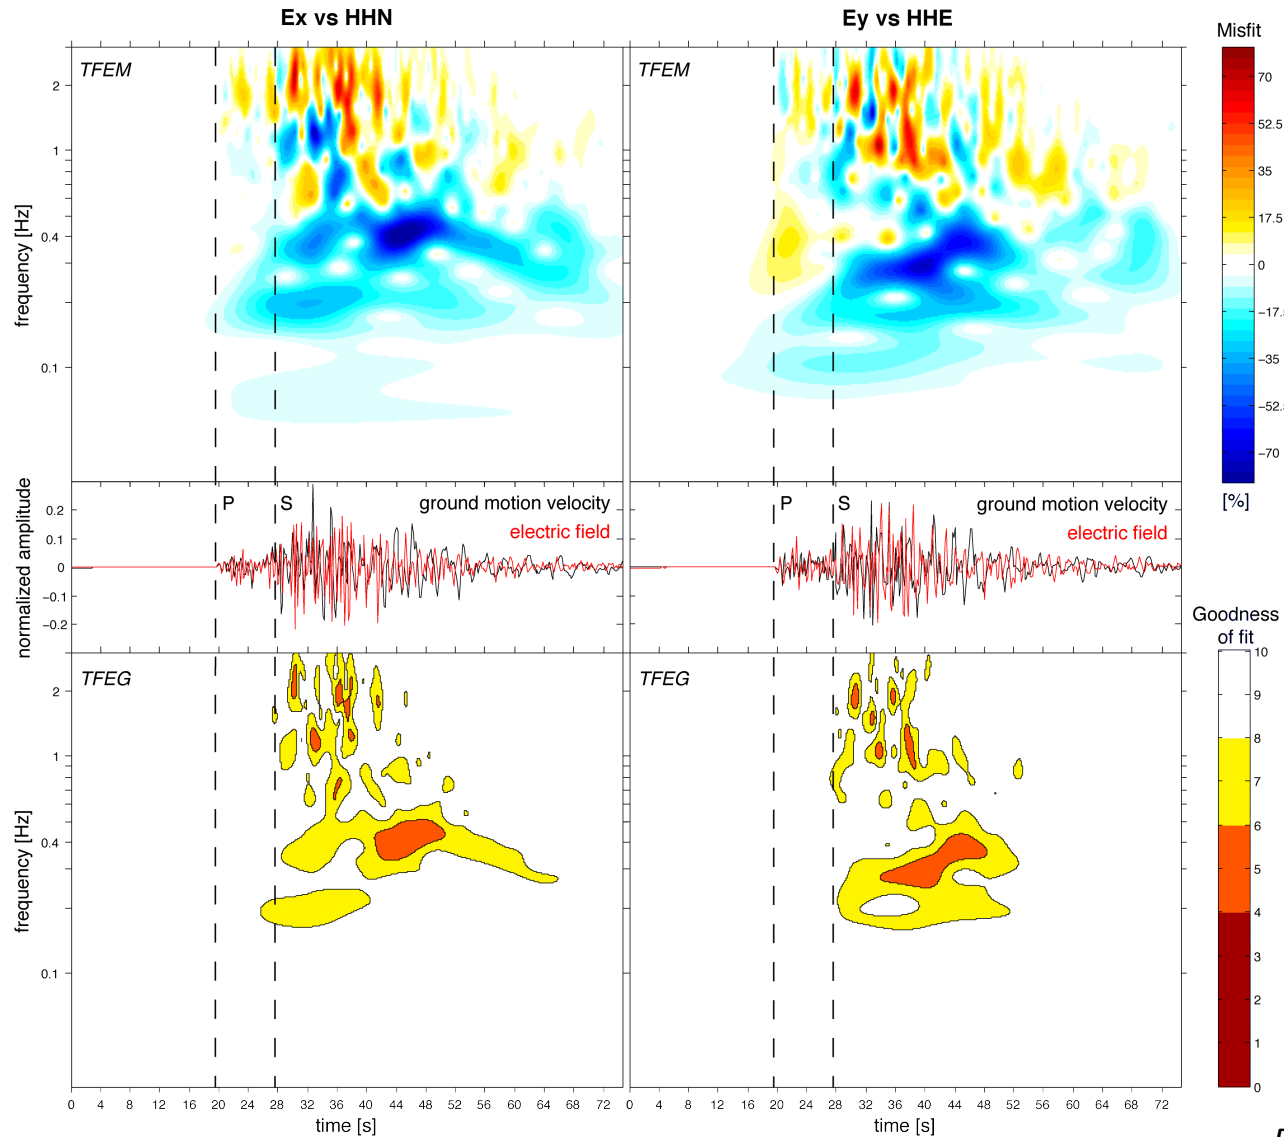 Ex vs HHN
Ey vs HHE
Misfit
TFEM
TFEM
2
1
0.4
0.1
frequency [Hz]
70
52.5
35
17.5
0
−17.5
−35
−52.5
−70
[%]
P
S
ground motion velocity
electric field
P
S
ground motion velocity
electric field
normalized amplitude
0.2
0.1
0
−0.1
−0.2
Goodness
of fit
TFEG
TFEG
2
1
0.4
0.1
frequency [Hz]
10
9
8
7
6
5
4
3
2
1
0
0 4 8 12 16 20 24 28 32 36 40 44 48 52 56 60 64 68 72
0 4 8 12 16 20 24 28 32 36 40 44 48 52 56 60 64 68 72
time [s]
time [s]